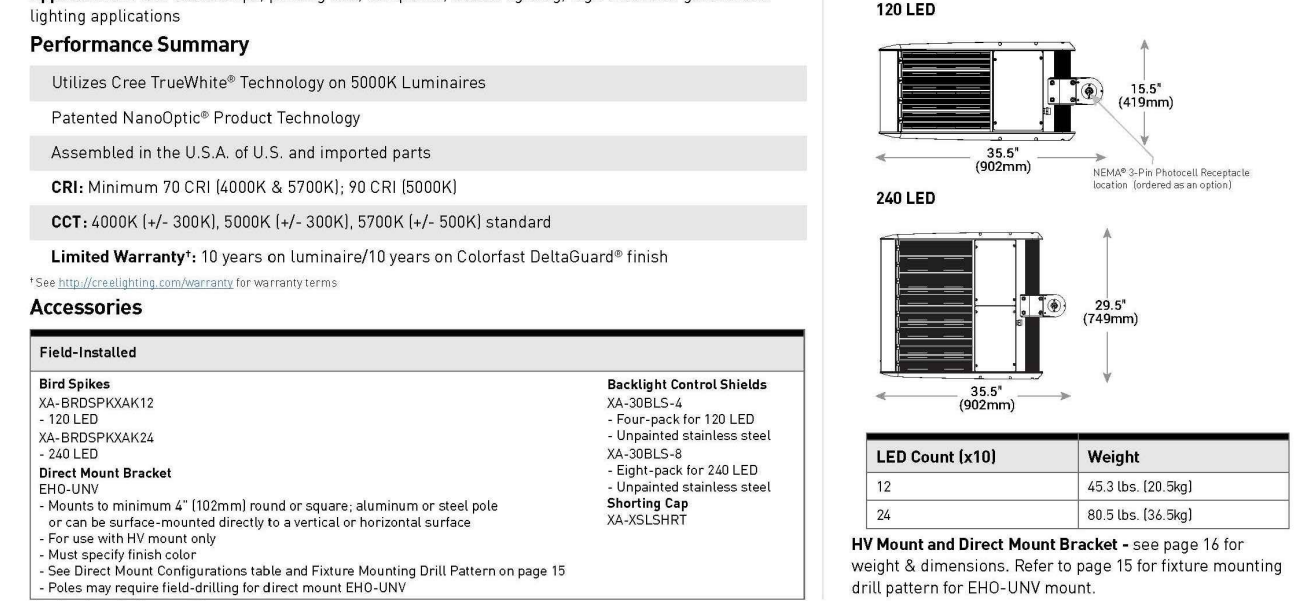 lighting applications
Performance Summary
Utilizes Cree TrueWhite® Technology on 5000K Luminaires
Patented NanoOptic® Product Technology
Assembled in the U.S.A. of U.S. and imported parts
CRI: Minimum 70 CRI (4000K & 5700K); 90 CRI (5000K)
CCT: 4000K (+/- 300K), 5000K (+/- 300K), 5700K (+/- 500K) standard
Limited Warranty†: 10 years on luminaire/10 years on Colorfast DeltaGuard® finish
† See http://creelighting.com/warranty for warranty terms
Accessories
Field-Installed
Bird Spikes
XA-BRDSPKXAK12
- 120 LED
XA-BRDSPKXAK24
- 240 LED
Direct Mount Bracket
EHO-UNV
- Mounts to minimum 4" (102mm) round or square; aluminum or steel pole
or can be surface-mounted directly to a vertical or horizontal surface
- For use with HV mount only
- Must specify finish color
- See Direct Mount Configurations table and Fixture Mounting Drill Pattern on page 15
- Poles may require field-drilling for direct mount EHO-UNV
Backlight Control Shields
XA-30BLS-4
- Four-pack for 120 LED
- Unpainted stainless steel
XA-30BLS-8
- Eight-pack for 240 LED
- Unpainted stainless steel
Shorting Cap
XA-XSLSHRT
120 LED
15.5"
(419mm)
35.5"
(902mm)
NEMA® 3-Pin Photocell Receptacle
location (ordered as an option)
240 LED
29.5"
(749mm)
35.5"
(902mm)
LED Count (x10) Weight
12 45.3 lbs. (20.5kg)
24 80.5 lbs. (36.5kg)
HV Mount and Direct Mount Bracket - see page 16 for
weight & dimensions. Refer to page 15 for fixture mounting
drill pattern for EHO-UNV mount.